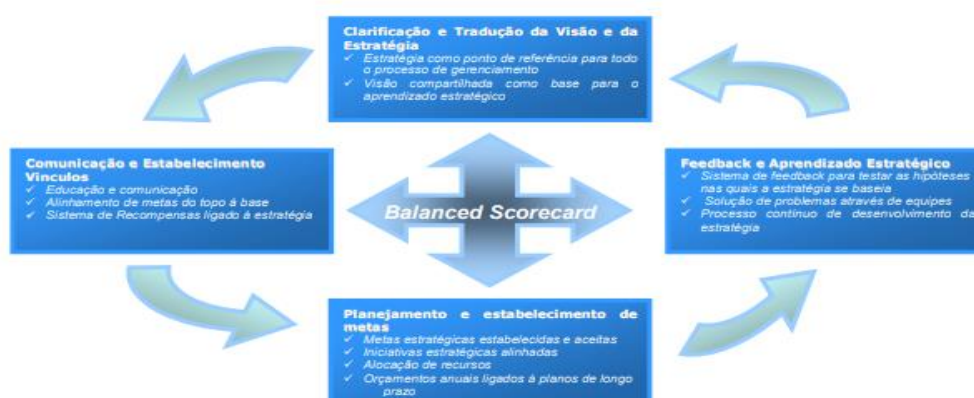 Clarificação e Tradução da Visão e da
Estratégia
✓ Estratégia como ponto de referência para todo
o processo de gerenciamento
✓ Visão compartilhada como base para o
aprendizado estratégico
Comunicação e Estabelecimento
Vínculos
✓ Educação e comunicação
✓ Alinhamento de metas do topo à base
✓ Sistema de Recompensas ligado à estratégia
Balanced Scorecard
Feedback e Aprendizado Estratégico
✓ Sistema de feedback para testar as hipóteses
nas quais a estratégia se baseia
✓ Solução de problemas através de equipes
✓ Processo contínuo de desenvolvimento da
estratégia
Planejamento e estabelecimento de
metas
✓ Metas estratégicas estabelecidas e aceitas
✓ Iniciativas estratégicas alinhadas
✓ Alocação de recursos
✓ Orçamentos anuais ligados à planos de longo
prazo